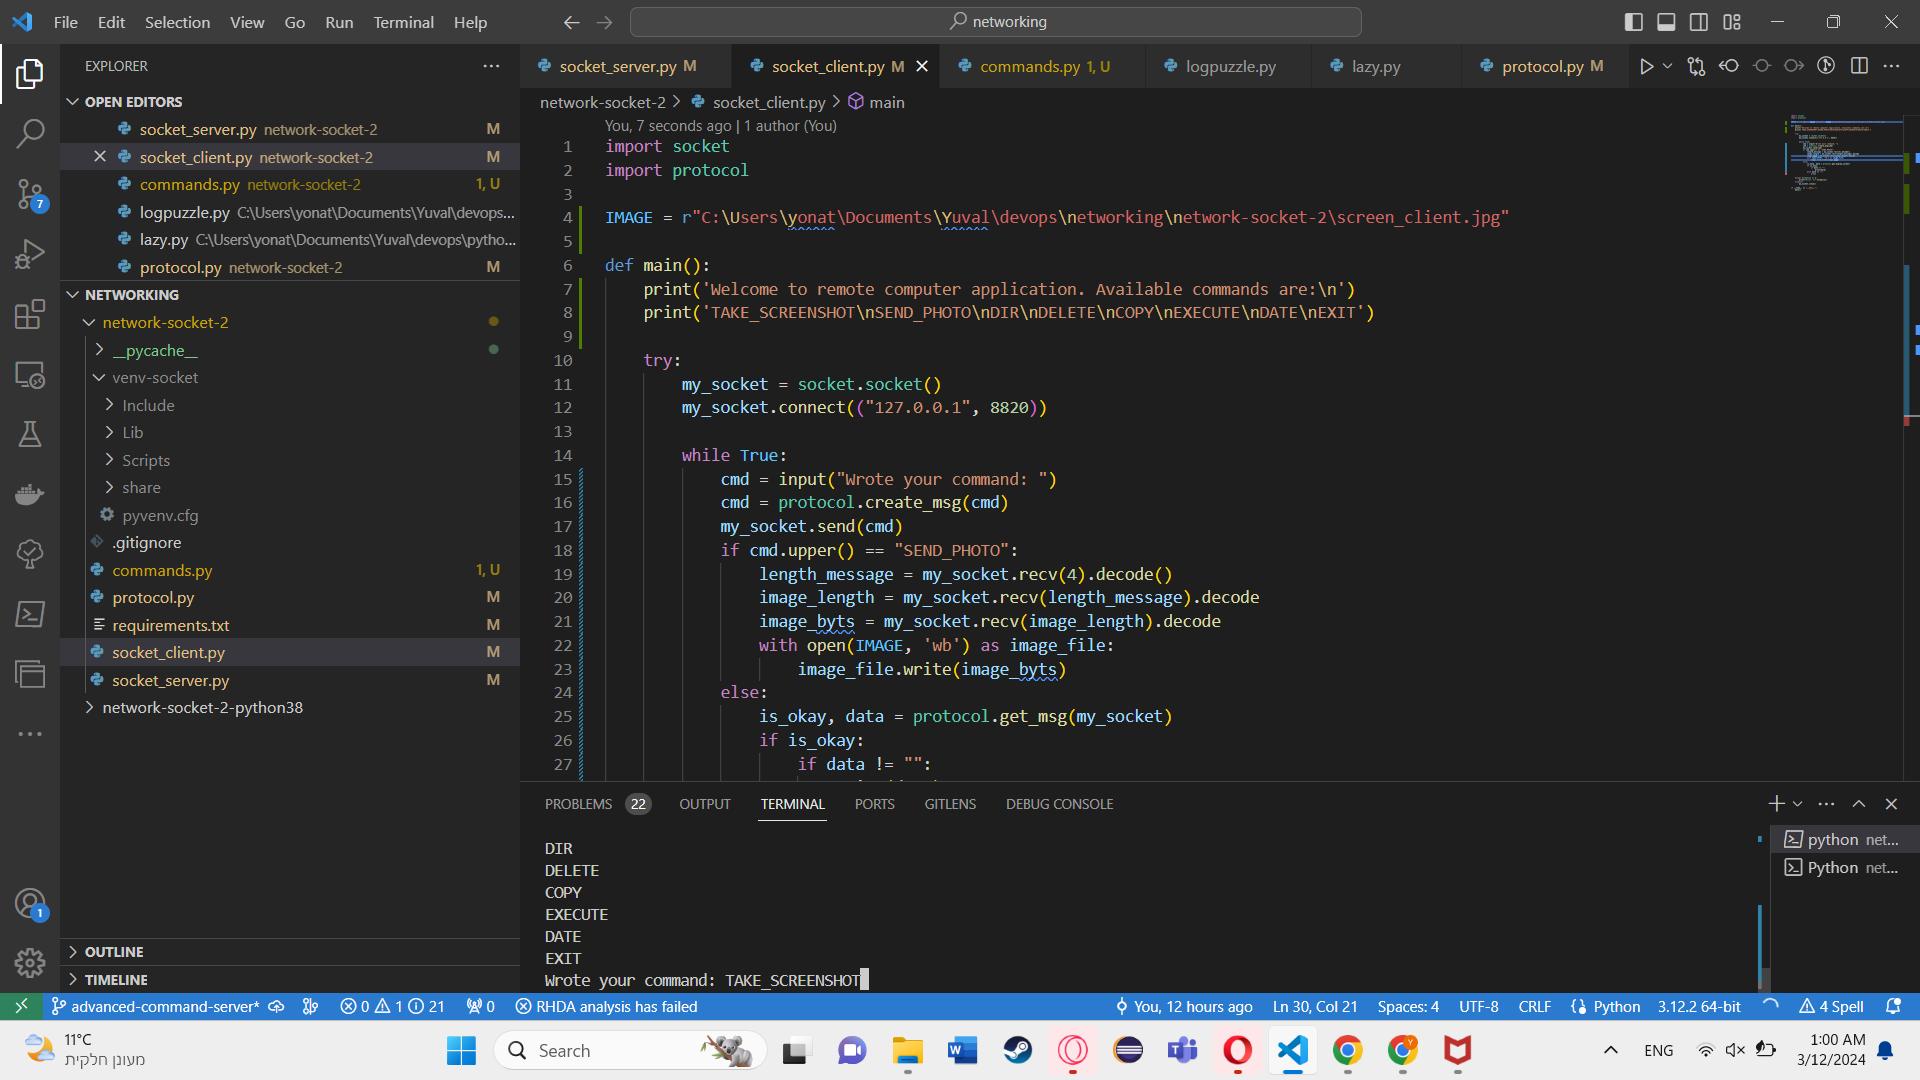 File Edit Selection View Go Run Terminal Help
networking
EXPLORER
OPEN EDITORS
socket_server.py network-socket-2 M
socket_client.py network-socket-2 M
commands.py network-socket-2 1, U
logpuzzle.py C:\Users\yonat\Documents\Yuval\devops...
lazy.py C:\Users\yonat\Documents\Yuval\devops\pytho...
protocol.py network-socket-2 M
NETWORKING
network-socket-2
__pycache__
venv-socket
Include
Lib
Scripts
share
pyvenv.cfg
.gitignore
commands.py 1, U
protocol.py M
requirements.txt M
socket_client.py M
socket_server.py M
network-socket-2-python38
OUTLINE
TIMELINE
7
1
socket_server.py M socket_client.py M commands.py 1, U logpuzzle.py lazy.py protocol.py M
network-socket-2 > socket_client.py > main
You, 7 seconds ago | 1 author (You)
1 import socket
2 import protocol
3
4 IMAGE = r"C:\Users\yonat\Documents\Yuval\devops\networking\network-socket-2\screen_client.jpg"
5
6 def main():
7 print('Welcome to remote computer application. Available commands are:\n')
8 print('TAKE_SCREENSHOT\nSEND_PHOTO\nDIR\nDELETE\nCOPY\nEXECUTE\nDATE\nEXIT')
9
10 try:
11 my_socket = socket.socket()
12 my_socket.connect(("127.0.0.1", 8820))
13
14 while True:
15 cmd = input("Wrote your command: ")
16 cmd = protocol.create_msg(cmd)
17 my_socket.send(cmd)
18 if cmd.upper() == "SEND_PHOTO":
19 length_message = my_socket.recv(4).decode()
20 image_length = my_socket.recv(length_message).decode
21 image_byts = my_socket.recv(image_length).decode
22 with open(IMAGE, 'wb') as image_file:
23 image_file.write(image_byts)
24 else:
25 is_okay, data = protocol.get_msg(my_socket)
26 if is_okay:
27 if data != "":
PROBLEMS 22 OUTPUT TERMINAL PORTS GITLENS DEBUG CONSOLE
DIR
DELETE
COPY
EXECUTE
DATE
EXIT
Wrote your command: TAKE_SCREENSHOT
python net...
Python net...
advanced-command-server* 0 1 21 0 RHDA analysis has failed You, 12 hours ago Ln 30, Col 21 Spaces: 4 UTF-8 CRLF Python 3.12.2 64-bit 4 Spell
11°C
מעונן חלקית
Search
ENG
1:00 AM
3/12/2024